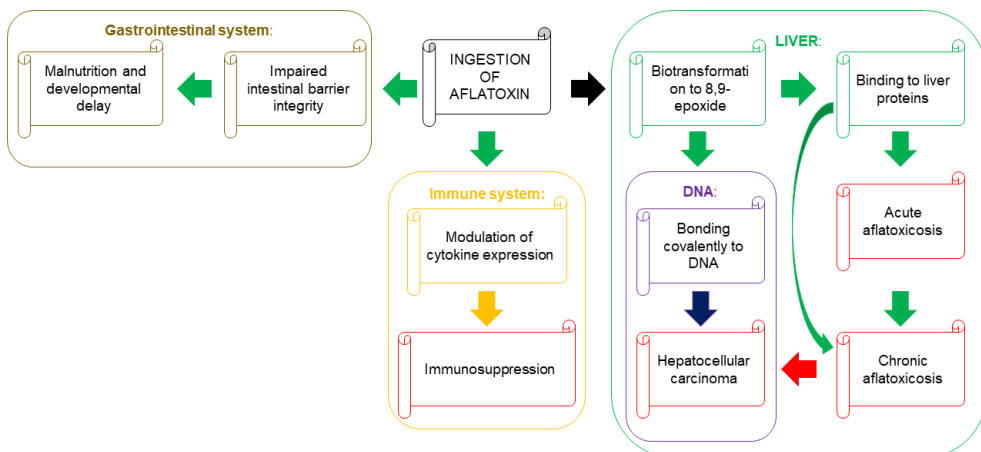 Gastrointestinal system:
Malnutrition and
developmental
delay
Impaired
intestinal barrier
integrity
INGESTION
OF
AFLATOXIN
LIVER:
Biotransformati
on to 8,9-
epoxide
Binding to liver
proteins
Immune system:
Modulation of
cytokine expression
Immunosuppression
DNA:
Bonding
covalently to
DNA
Hepatocellular
carcinoma
Acute
aflatoxicosis
Chronic
aflatoxicosis